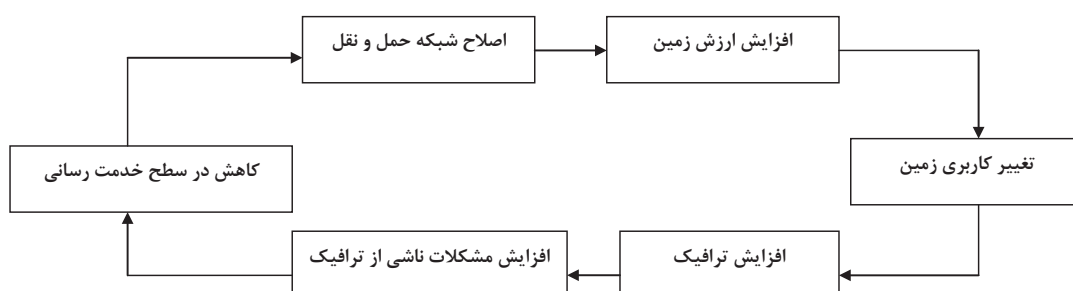 اصلاح شبکه حمل و نقل
افزایش ارزش زمین
تغییر کاربری زمین
افزایش ترافیک
افزایش مشکلات ناشی از ترافیک
کاهش در سطح خدمت رسانی